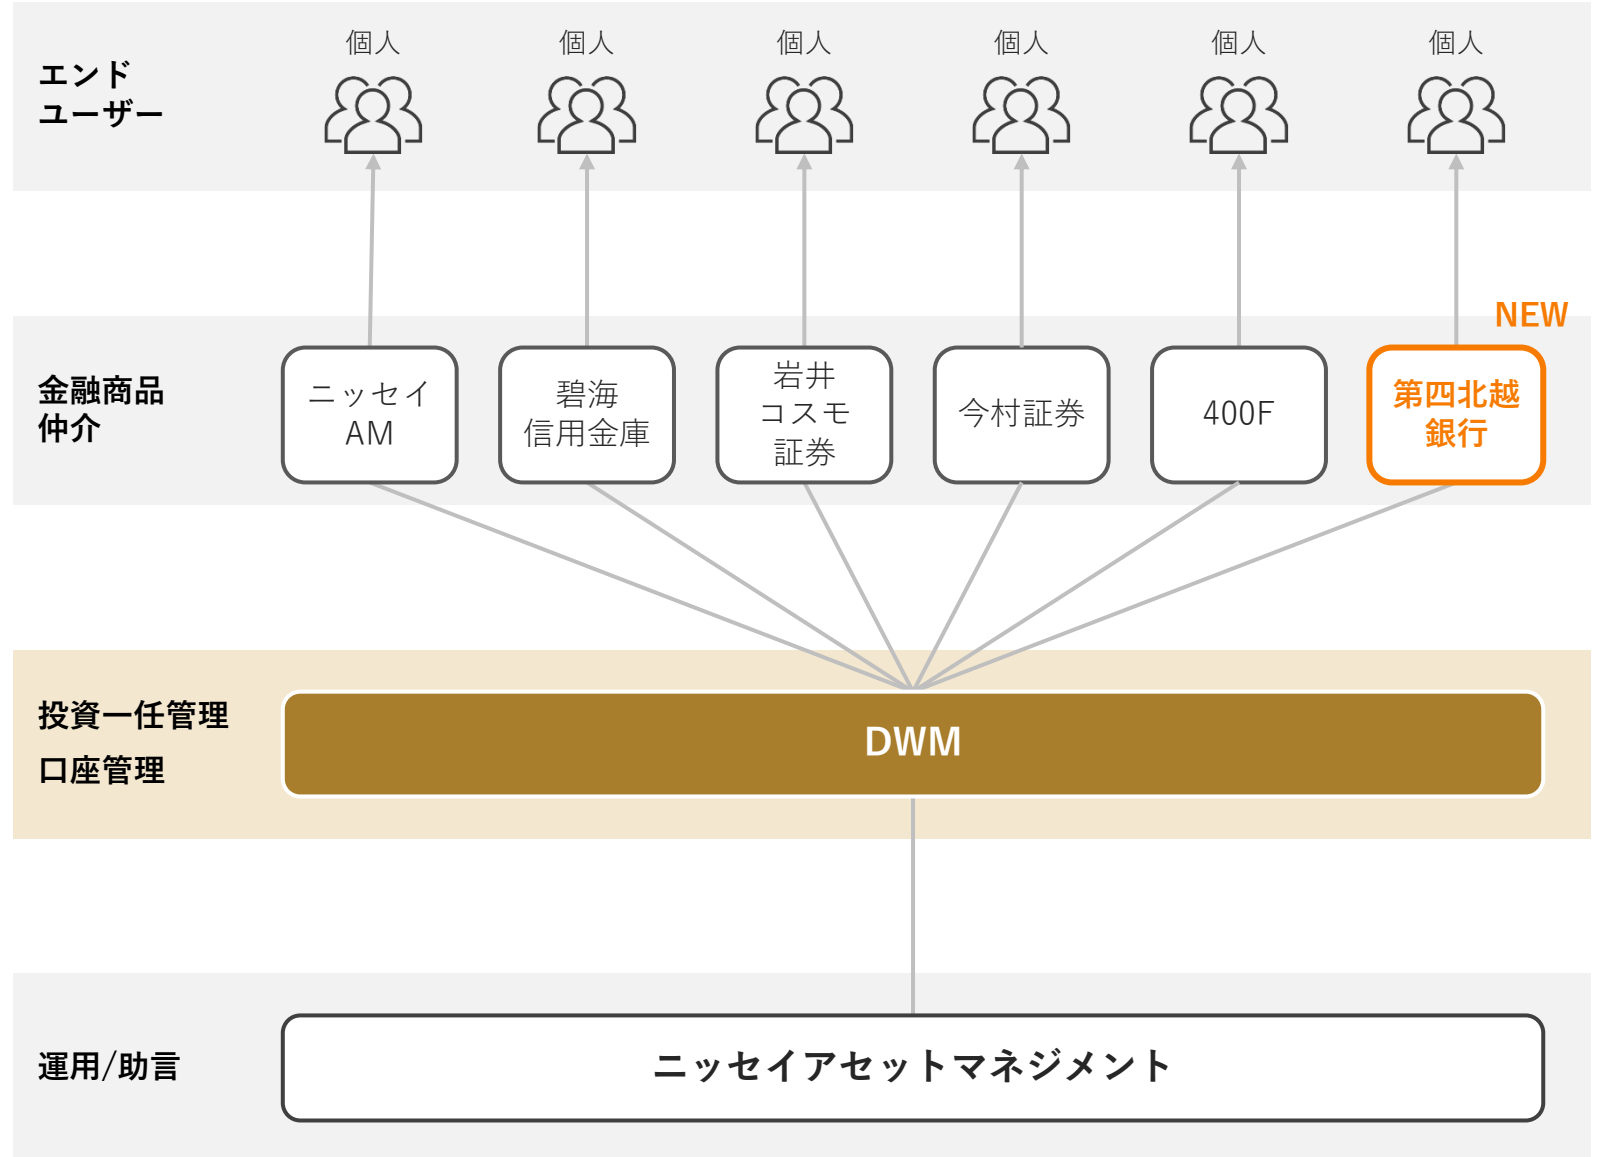 エンド
ユーザー
個人
個人
個人
個人
個人
個人
NEW
金融商品
仲介
ニッセイ
AM
碧海
信用金庫
岩井
コスモ
証券
今村証券
400F
第四北越
銀行
投資一任管理
口座管理
DWM
運用/助言
ニッセイアセットマネジメント